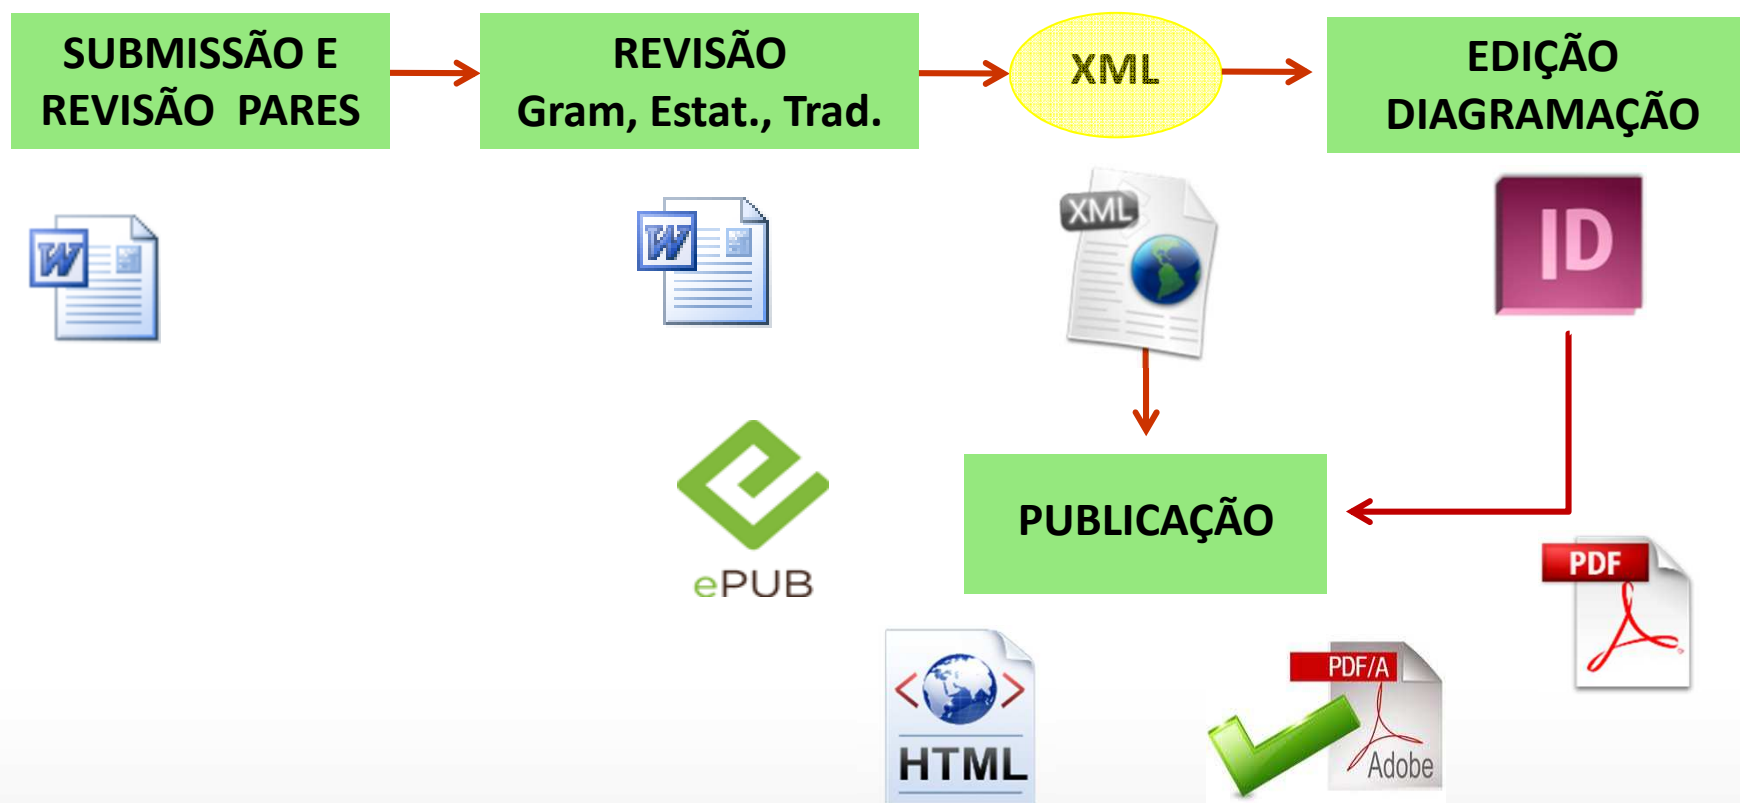 SUBMISSÃO E
REVISÃO PARES
REVISÃO
Gram, Estat., Trad.
XML
EDIÇÃO
DIAGRAMAÇÃO
W
W
XML
ID
ePUB
PUBLICAÇÃO
PDF
HTML
PDF/A
Adobe